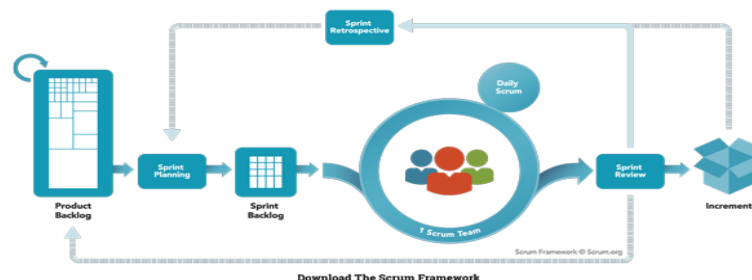 Sprint
Retrospective
Daily
Scrum
Sprint
Planning
Sprint
Review
Product
Backlog
Sprint
Backlog
1 Scrum Team
Increment
Scrum Framework © Scrum.org
Download The Scrum Framework